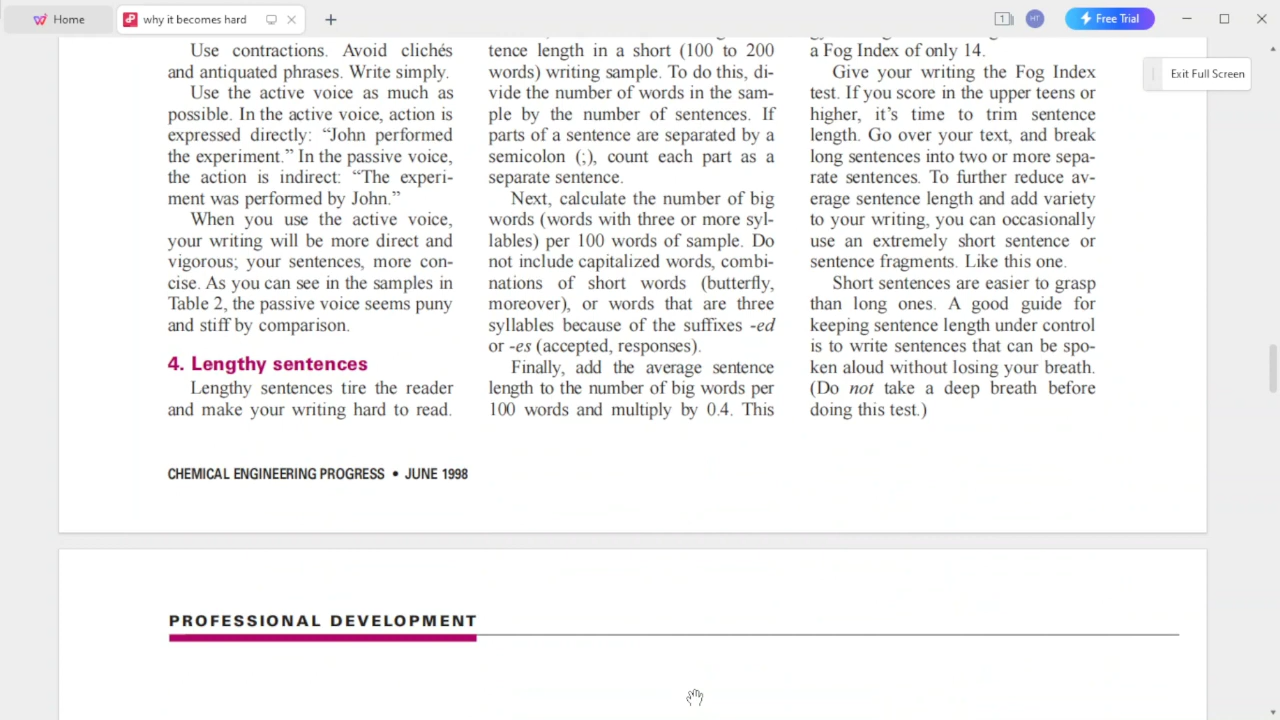 Home
why it becomes hard
1
HT
Free Trial
Exit Full Screen
Use contractions. Avoid clichés
and antiquated phrases. Write simply.
Use the active voice as much as
possible. In the active voice, action is
expressed directly: “John performed
the experiment.” In the passive voice,
the action is indirect: “The experi-
ment was performed by John.”
When you use the active voice,
your writing will be more direct and
vigorous; your sentences, more con-
cise. As you can see in the samples in
Table 2, the passive voice seems puny
and stiff by comparison.
4. Lengthy sentences
Lengthy sentences tire the reader
and make your writing hard to read.
tence length in a short (100 to 200
words) writing sample. To do this, di-
vide the number of words in the sam-
ple by the number of sentences. If
parts of a sentence are separated by a
semicolon (;), count each part as a
separate sentence.
Next, calculate the number of big
words (words with three or more syl-
lables) per 100 words of sample. Do
not include capitalized words, combi-
nations of short words (butterfly,
moreover), or words that are three
syllables because of the suffixes -ed
or -es (accepted, responses).
Finally, add the average sentence
length to the number of big words per
100 words and multiply by 0.4. This
a Fog Index of only 14.
Give your writing the Fog Index
test. If you score in the upper teens or
higher, it’s time to trim sentence
length. Go over your text, and break
long sentences into two or more sepa-
rate sentences. To further reduce av-
erage sentence length and add variety
to your writing, you can occasionally
use an extremely short sentence or
sentence fragments. Like this one.
Short sentences are easier to grasp
than long ones. A good guide for
keeping sentence length under control
is to write sentences that can be spo-
ken aloud without losing your breath.
(Do not take a deep breath before
doing this test.)
CHEMICAL ENGINEERING PROGRESS • JUNE 1998
PROFESSIONAL DEVELOPMENT